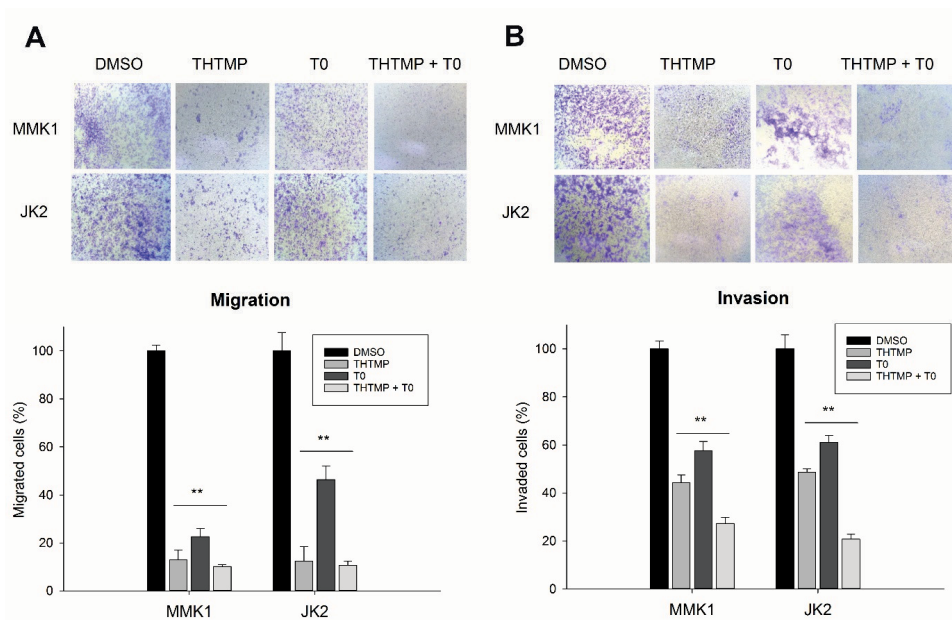 A
DMSO THTMP T0 THTMP + T0
MMK1
JK2
Migration
Migrated cells (%)
100
80
60
40
20
0
DMSO
THTMP
T0
THTMP + T0
**
**
MMK1 JK2
B
DMSO THTMP T0 THTMP + T0
MMK1
JK2
Invasion
Invaded cells (%)
100
80
60
40
20
0
DMSO
THTMP
T0
THTMP + T0
**
**
MMK1 JK2